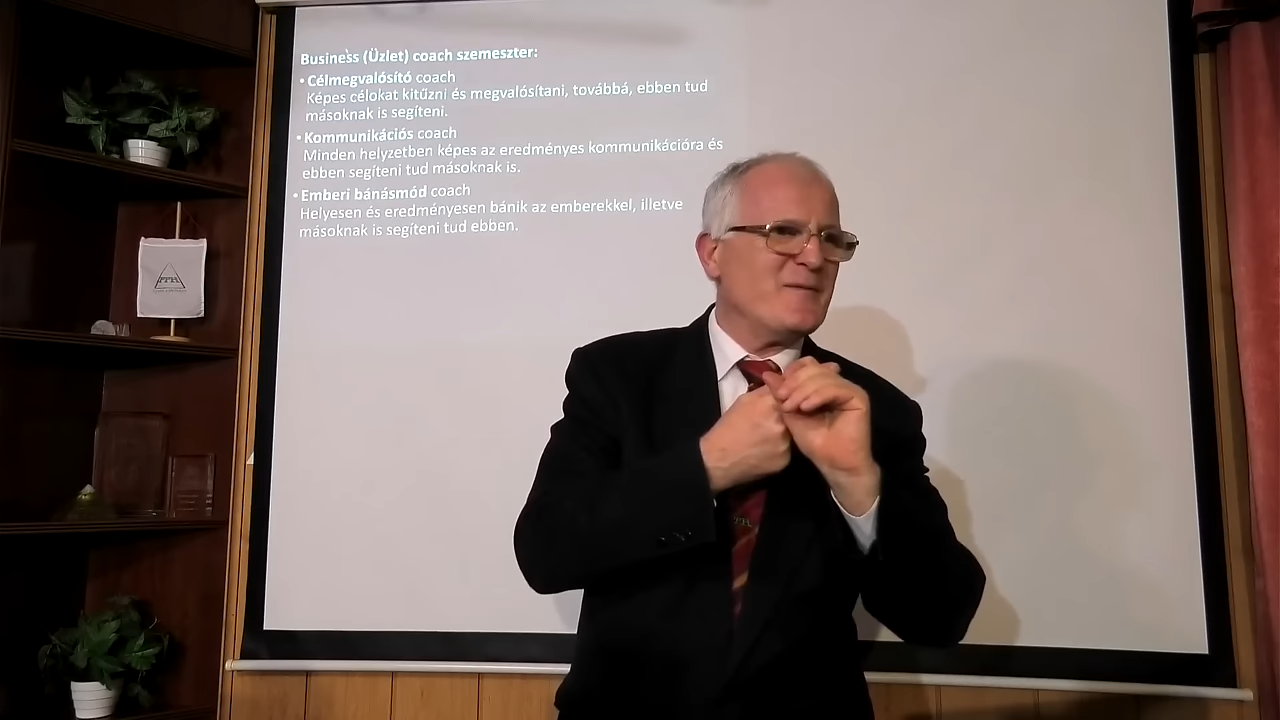 Business (Üzlet) coach szemeszter:
• Célmegvalósító coach
Képes célokat kitűzni és megvalósítani, továbbá, ebben tud
másoknak is segíteni.
• Kommunikációs coach
Minden helyzetben képes az eredményes kommunikációra és
ebben segíteni tud másoknak is.
• Emberi bánásmód coach
Helyesen és eredményesen bánik az emberekkel, illetve
másoknak is segíteni tud ebben.